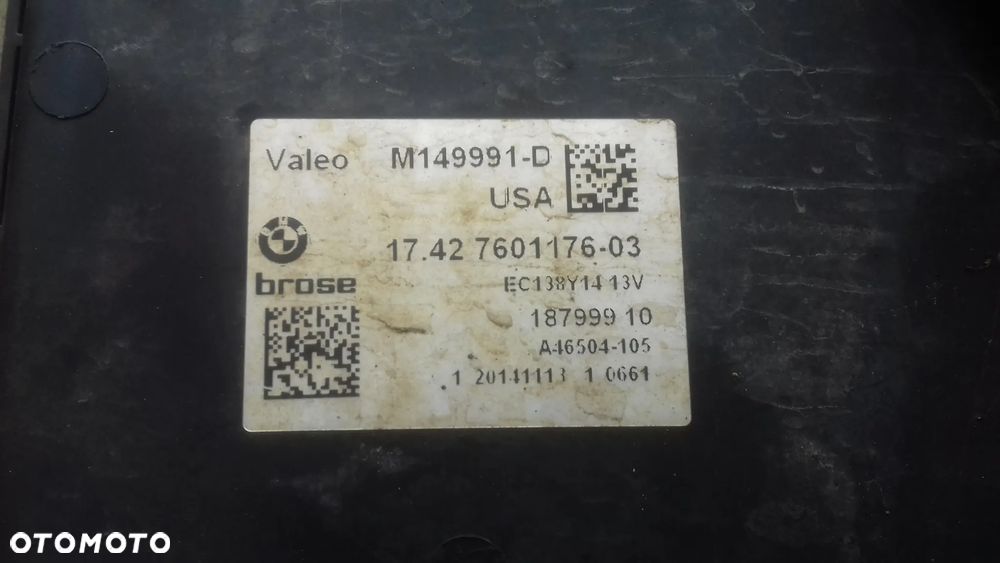 Valeo M149991-D
USA
BMW
17.42 7601176-03
brose
EC138Y14 13V
187999 10
A46504-105
1 20141113 1 0661
OTOMOTO